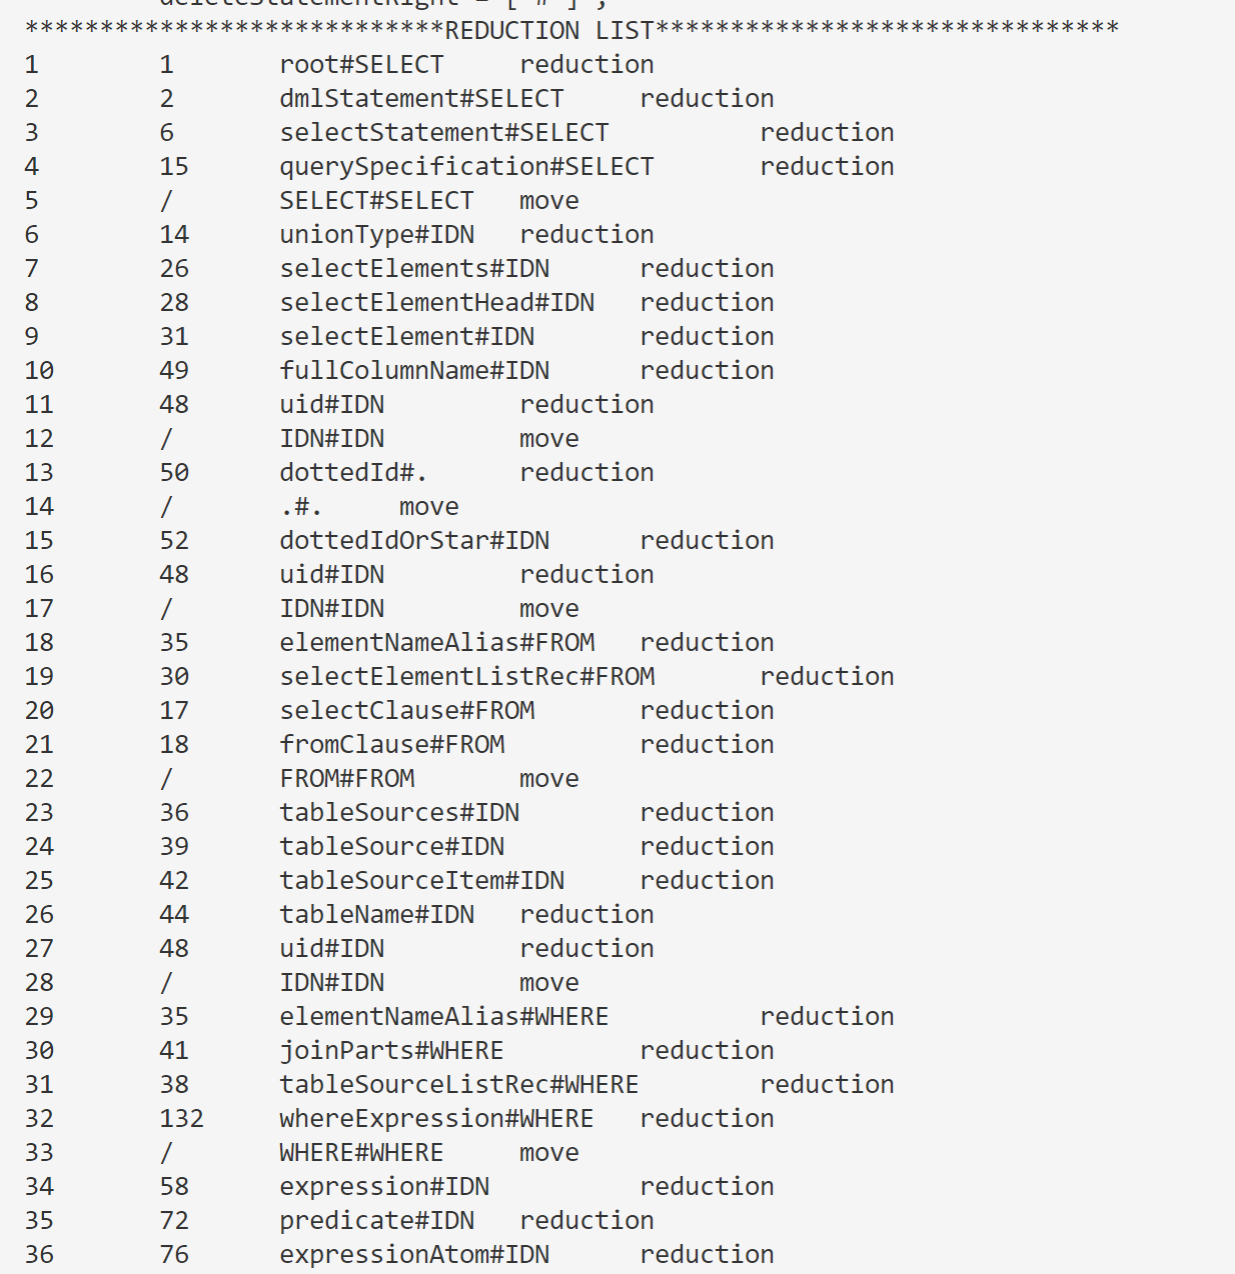 deleteStatementRight = [ "#" ] ;
****************************REDUCTION LIST*******************************
1	1	root#SELECT	reduction
2	2	dmlStatement#SELECT	reduction
3	6	selectStatement#SELECT	reduction
4	15	querySpecification#SELECT	reduction
5	/	SELECT#SELECT	move
6	14	unionType#IDN	reduction
7	26	selectElements#IDN	reduction
8	28	selectElementHead#IDN	reduction
9	31	selectElement#IDN	reduction
10	49	fullColumnName#IDN	reduction
11	48	uid#IDN	reduction
12	/	IDN#IDN	move
13	50	dottedId#.	reduction
14	/	.#.	move
15	52	dottedIdOrStar#IDN	reduction
16	48	uid#IDN	reduction
17	/	IDN#IDN	move
18	35	elementNameAlias#FROM	reduction
19	30	selectElementListRec#FROM	reduction
20	17	selectClause#FROM	reduction
21	18	fromClause#FROM	reduction
22	/	FROM#FROM	move
23	36	tableSources#IDN	reduction
24	39	tableSource#IDN	reduction
25	42	tableSourceItem#IDN	reduction
26	44	tableName#IDN	reduction
27	48	uid#IDN	reduction
28	/	IDN#IDN	move
29	35	elementNameAlias#WHERE	reduction
30	41	joinParts#WHERE	reduction
31	38	tableSourceListRec#WHERE	reduction
32	132	whereExpression#WHERE	reduction
33	/	WHERE#WHERE	move
34	58	expression#IDN	reduction
35	72	predicate#IDN	reduction
36	76	expressionAtom#IDN	reduction